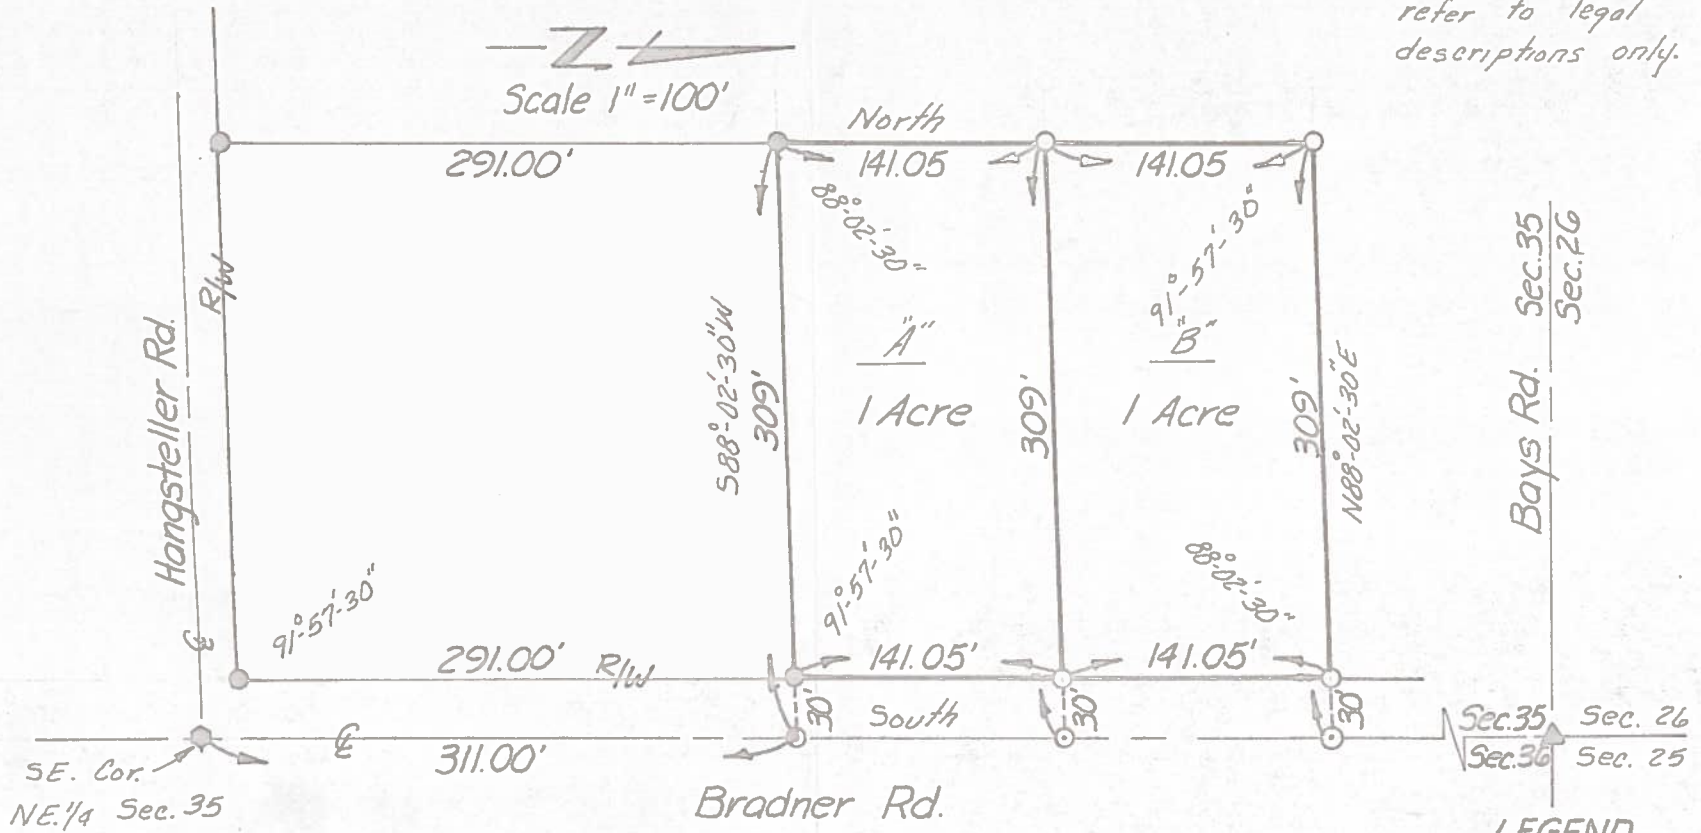 refer to legal
descriptions only.
Z
Scale 1"=100'
North
291.00'
141.05
141.05
88°-02'-30"
91°-57'-30"
Sec.35
Sec.26
R/W
Hangsteller Rd.
S88°-02'-30"W
309'
"A"
1 Acre
309'
"B"
1 Acre
309'
N88°-02'-30"E
Bays Rd.
91°-57'-30"
91°-57'-30"
88°-02'-30"
℄
291.00'
R/W
141.05'
141.05'
30'
South
30'
30'
Sec.35
Sec. 26
Sec.36
Sec. 25
SE. Cor.
NE.1/4 Sec. 35
℄
311.00'
Bradner Rd.
LEGEND